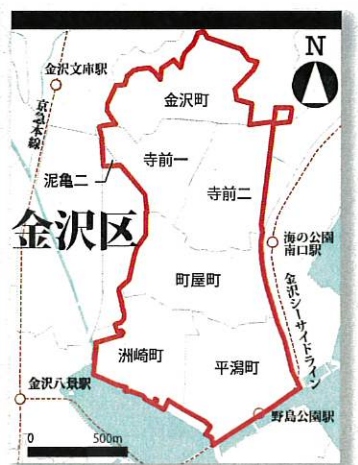 N
金沢文庫駅
京急本線
金沢町
寺前一
泥亀二
寺前二
金沢区
海の公園
南口駅
町屋町
金沢シーサイドライン
洲崎町
平潟町
金沢八景駅
野島公園駅
0 500m